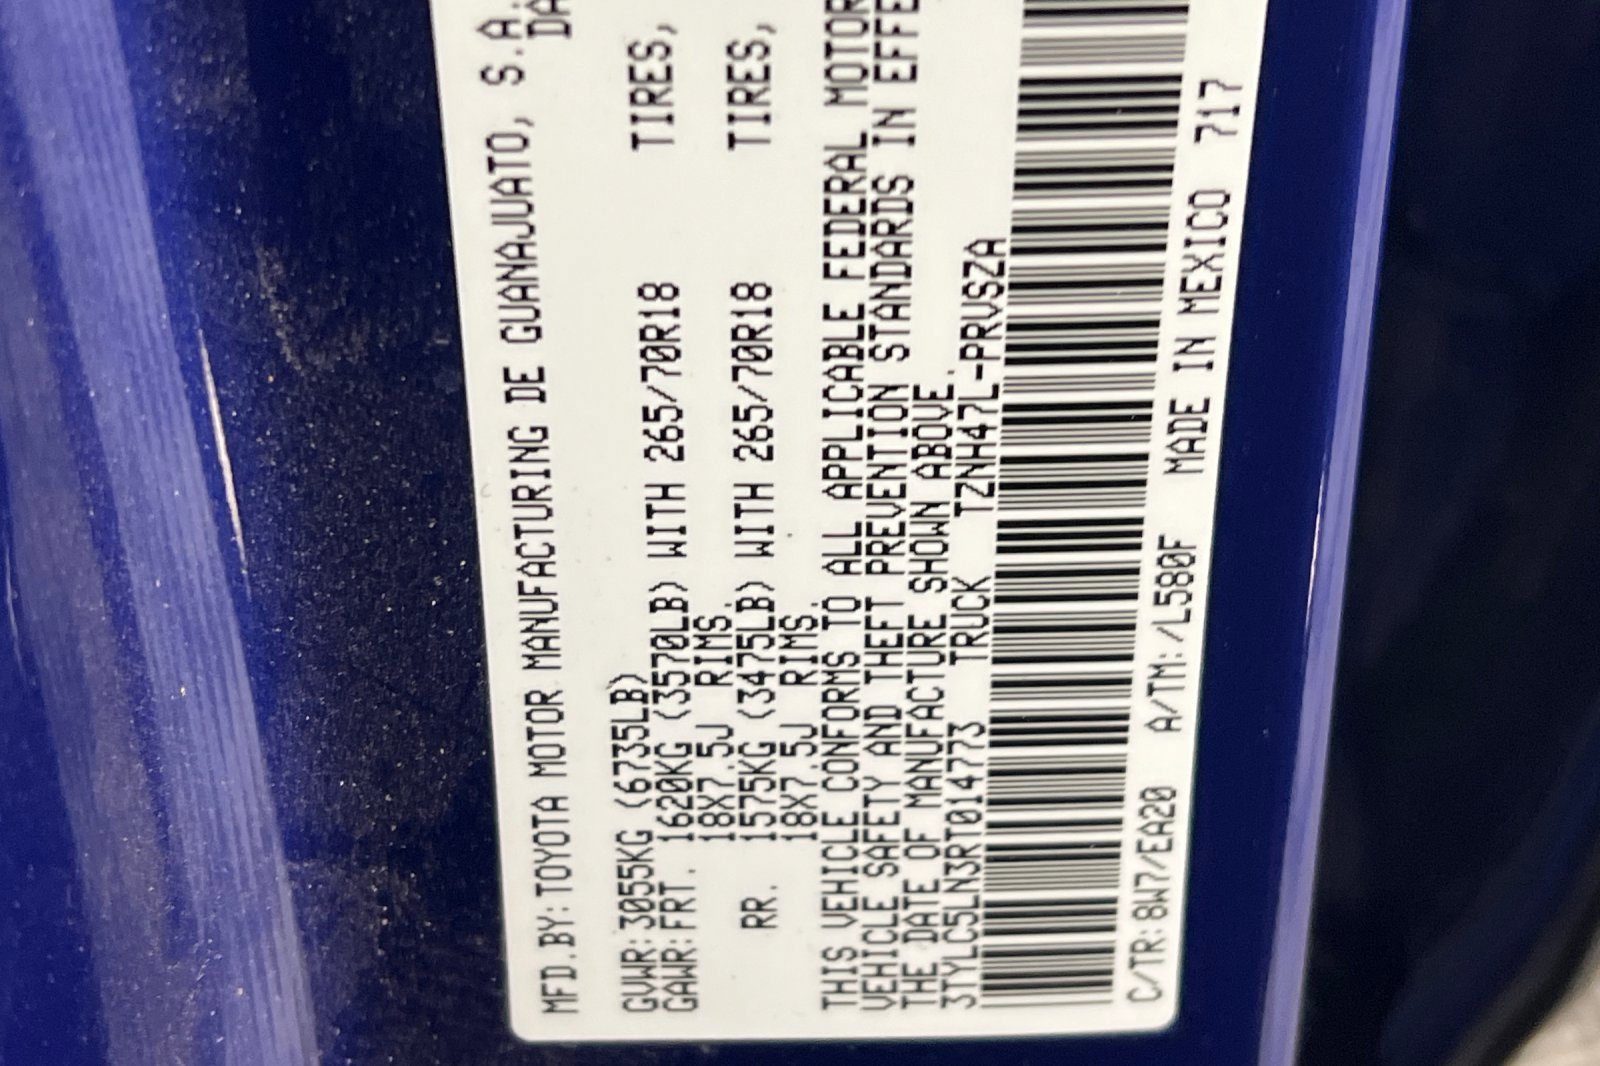 MFD.BY:TOYOTA MOTOR MANUFACTURING DE GUANAJUATO, S.A.
DA
GVWR:3055KG (6735LB)
GAWR:FRT. 1620KG (3570LB) WITH 265/70R18 TIRES,
18X7.5J RIMS.
RR. 1575KG (3475LB) WITH 265/70R18 TIRES,
18X7.5J RIMS.
THIS VEHICLE CONFORMS TO ALL APPLICABLE FEDERAL MOTOR
VEHICLE SAFETY AND THEFT PREVENTION STANDARDS IN EFFE
THE DATE OF MANUFACTURE SHOWN ABOVE.
3TYLC5LN3RT014773 TRUCK TZNH47L-PRVSZA
C/TR:8W7/EA20 A/TM:/L580F MADE IN MEXICO 717